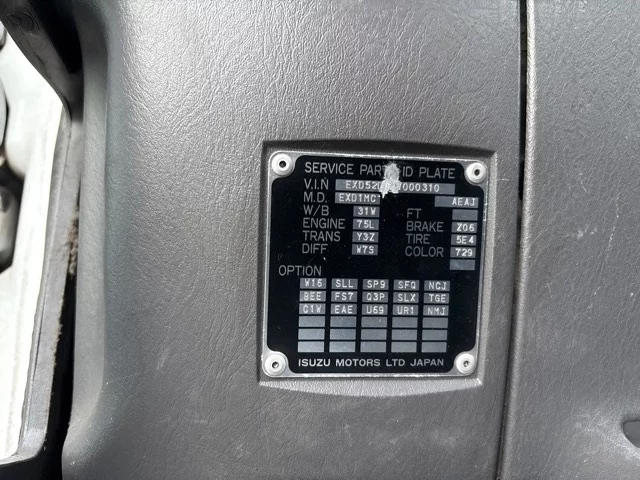 SERVICE PARTS ID PLATE
V.I.N 000310
M.D. EXD1MC AEAJ
W/B 31W FT
ENGINE 75L BRAKE Z06
TRANS Y3Z TIRE 5E4
DIFF W7S COLOR 729
OPTION
W16 SLL SP9 SFQ NCJ
BEE FS7 Q3P SLX TGE
C1W EAE U69 UR1 NMJ
ISUZU MOTORS LTD JAPAN